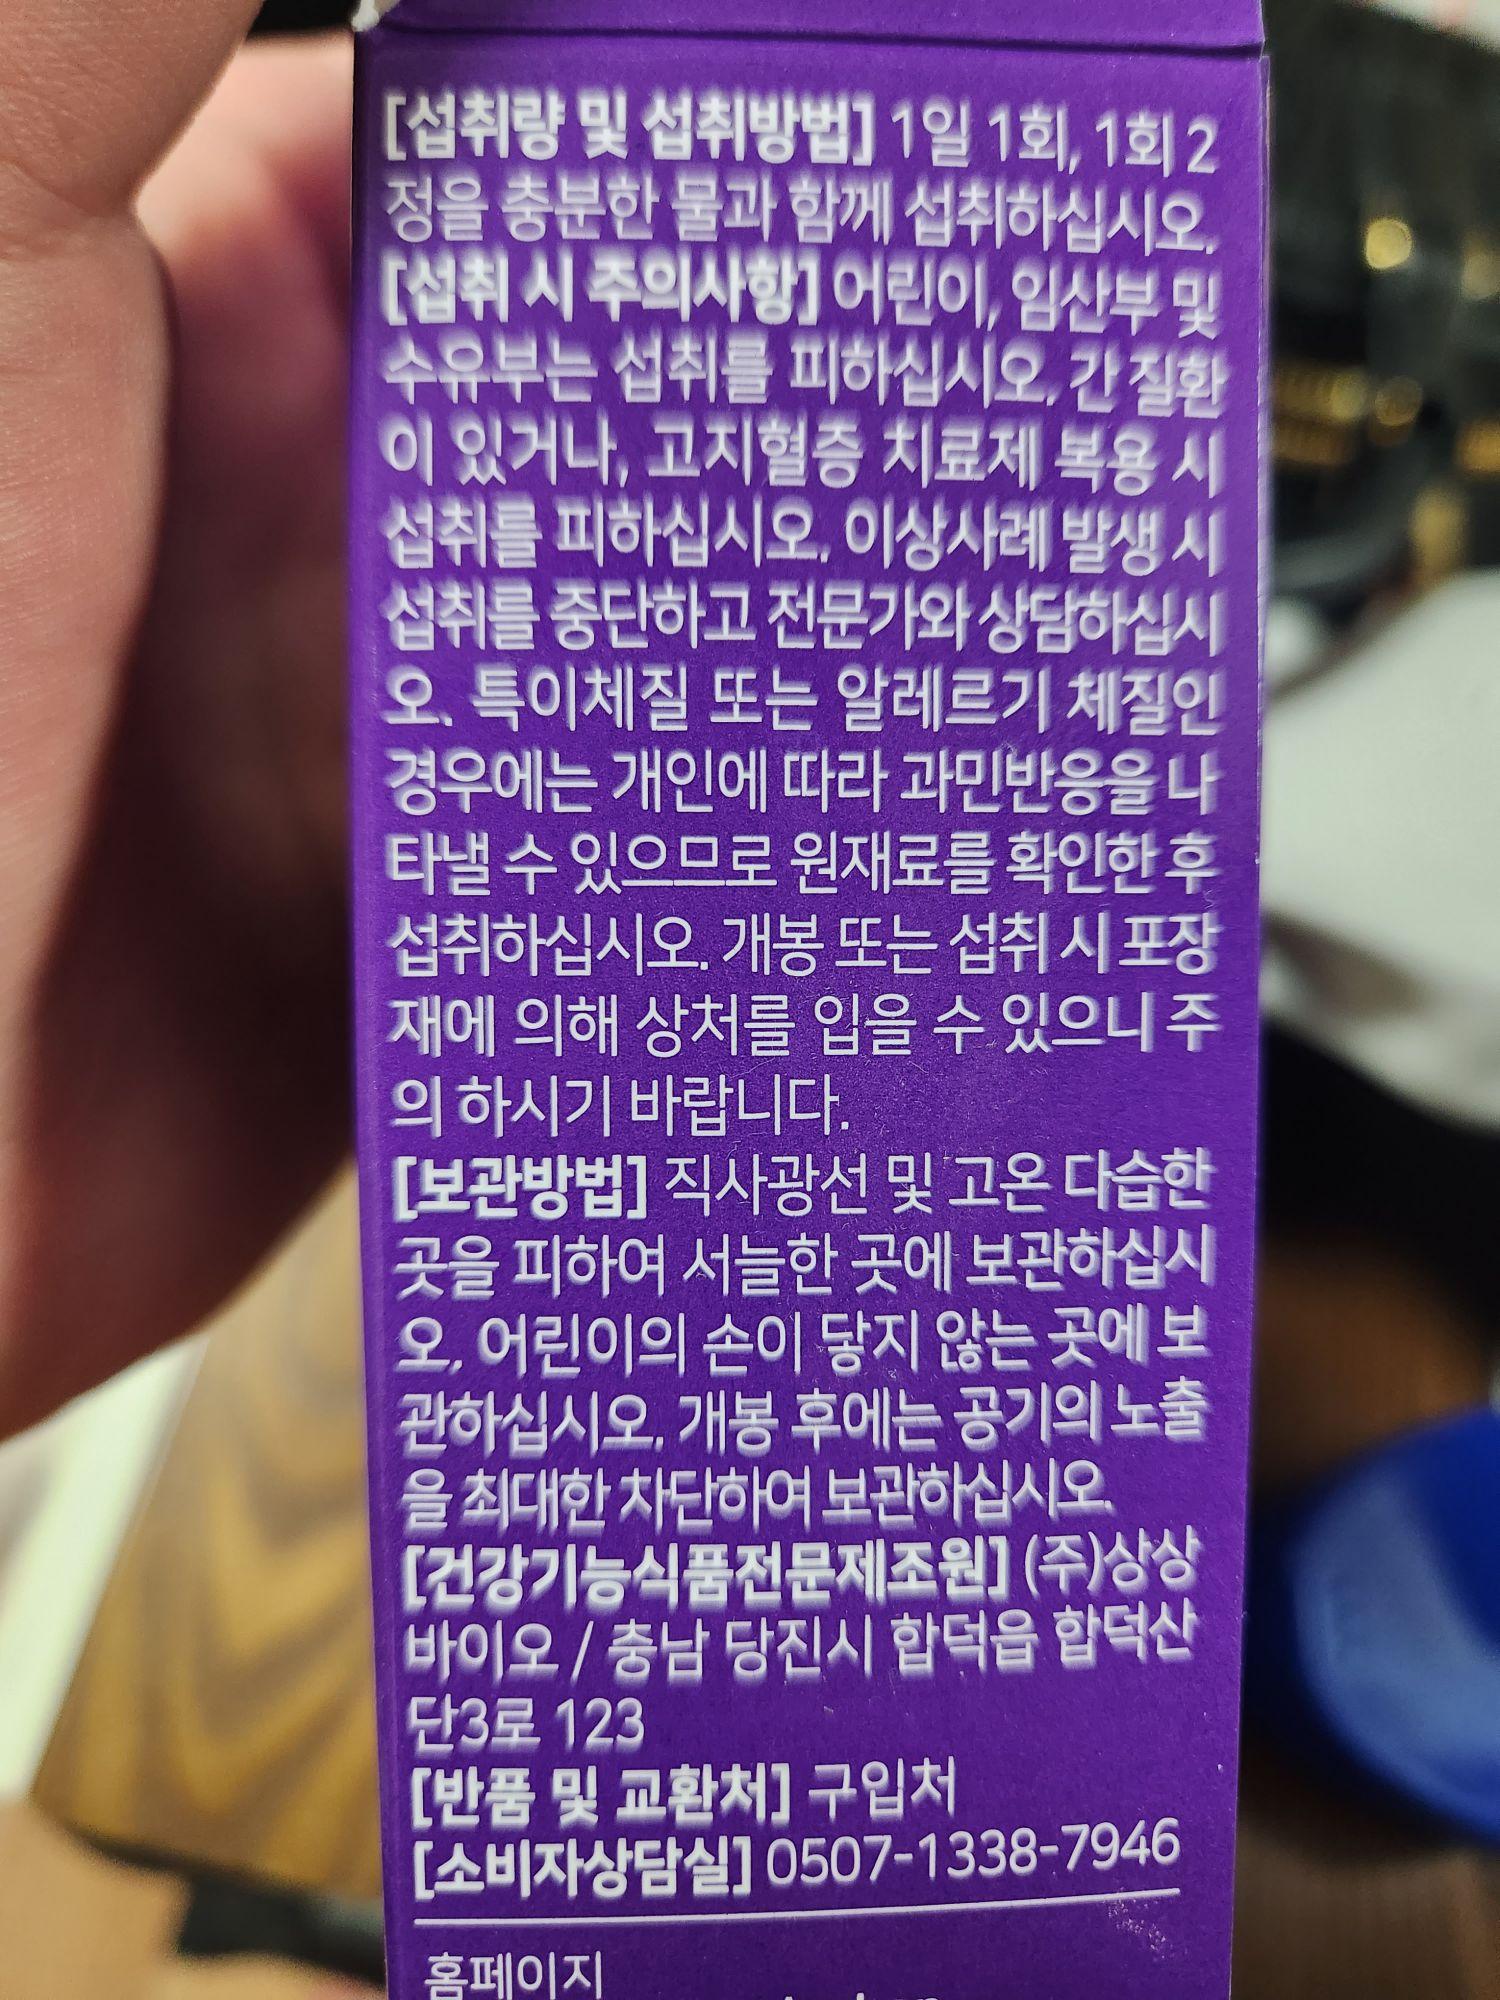 [섭취량 및 섭취방법] 1일 1회, 1회 2
정을 충분한 물과 함께 섭취하십시오.
[섭취 시 주의사항] 어린이, 임산부 및
수유부는 섭취를 피하십시오. 간 질환
이 있거나, 고지혈증 치료제 복용 시
섭취를 피하십시오. 이상사례 발생 시
섭취를 중단하고 전문가와 상담하십시
오. 특이체질 또는 알레르기 체질인
경우에는 개인에 따라 과민반응을 나
타낼 수 있으므로 원재료를 확인한 후
섭취하십시오. 개봉 또는 섭취 시 포장
재에 의해 상처를 입을 수 있으니 주
의 하시기 바랍니다.
[보관방법] 직사광선 및 고온 다습한
곳을 피하여 서늘한 곳에 보관하십시
오. 어린이의 손이 닿지 않는 곳에 보
관하십시오. 개봉 후에는 공기의 노출
을 최대한 차단하여 보관하십시오.
[건강기능식품전문제조원] (주)상상
바이오 / 충남 당진시 합덕읍 합덕산
단3로 123
[반품 및 교환처] 구입처
[소비자상담실] 0507-1338-7946
홈페이지